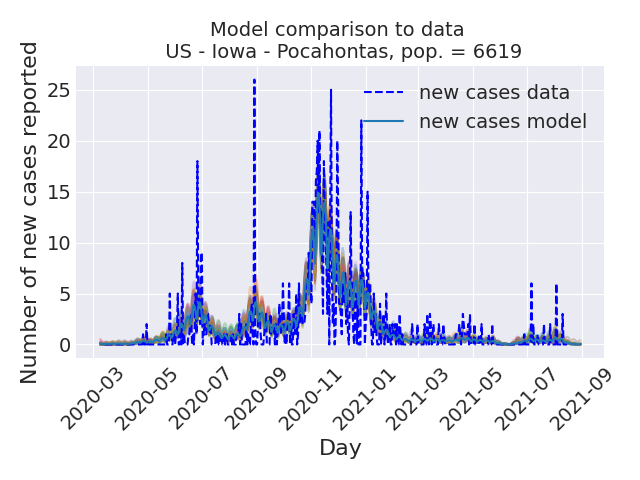 Model comparison to data
US - Iowa - Pocahontas, pop. = 6619
Number of new cases reported
25
20
15
10
5
0
new cases data
new cases model
2020-03
2020-05
2020-07
2020-09
2020-11
2021-01
2021-03
2021-05
2021-07
2021-09
Day